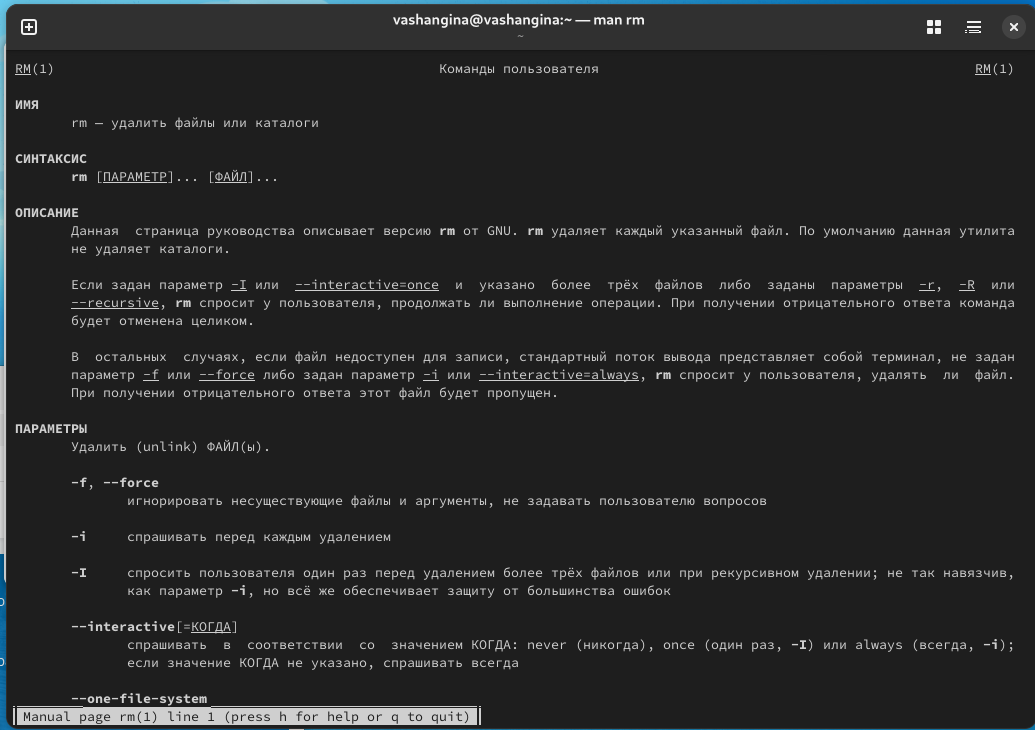 vashangina@vashangina:~ — man rm
~
RM(1) Команды пользователя RM(1)
ИМЯ
rm — удалить файлы или каталоги
СИНТАКСИС
rm [ПАРАМЕТР]... [ФАЙЛ]...
ОПИСАНИЕ
Данная страница руководства описывает версию rm от GNU. rm удаляет каждый указанный файл. По умолчанию данная утилита
не удаляет каталоги.
Если задан параметр -I или --interactive=once и указано более трёх файлов либо заданы параметры -r, -R или
--recursive, rm спросит у пользователя, продолжать ли выполнение операции. При получении отрицательного ответа команда
будет отменена целиком.
В остальных случаях, если файл недоступен для записи, стандартный поток вывода представляет собой терминал, не задан
параметр -f или --force либо задан параметр -i или --interactive=always, rm спросит у пользователя, удалять ли файл.
При получении отрицательного ответа этот файл будет пропущен.
ПАРАМЕТРЫ
Удалить (unlink) ФАЙЛ(ы).
-f, --force
игнорировать несуществующие файлы и аргументы, не задавать пользователю вопросов
-i спрашивать перед каждым удалением
-I спросить пользователя один раз перед удалением более трёх файлов или при рекурсивном удалении; не так навязчив,
как параметр -i, но всё же обеспечивает защиту от большинства ошибок
--interactive[=КОГДА]
спрашивать в соответствии со значением КОГДА: never (никогда), once (один раз, -I) или always (всегда, -i);
если значение КОГДА не указано, спрашивать всегда
--one-file-system
Manual page rm(1) line 1 (press h for help or q to quit)